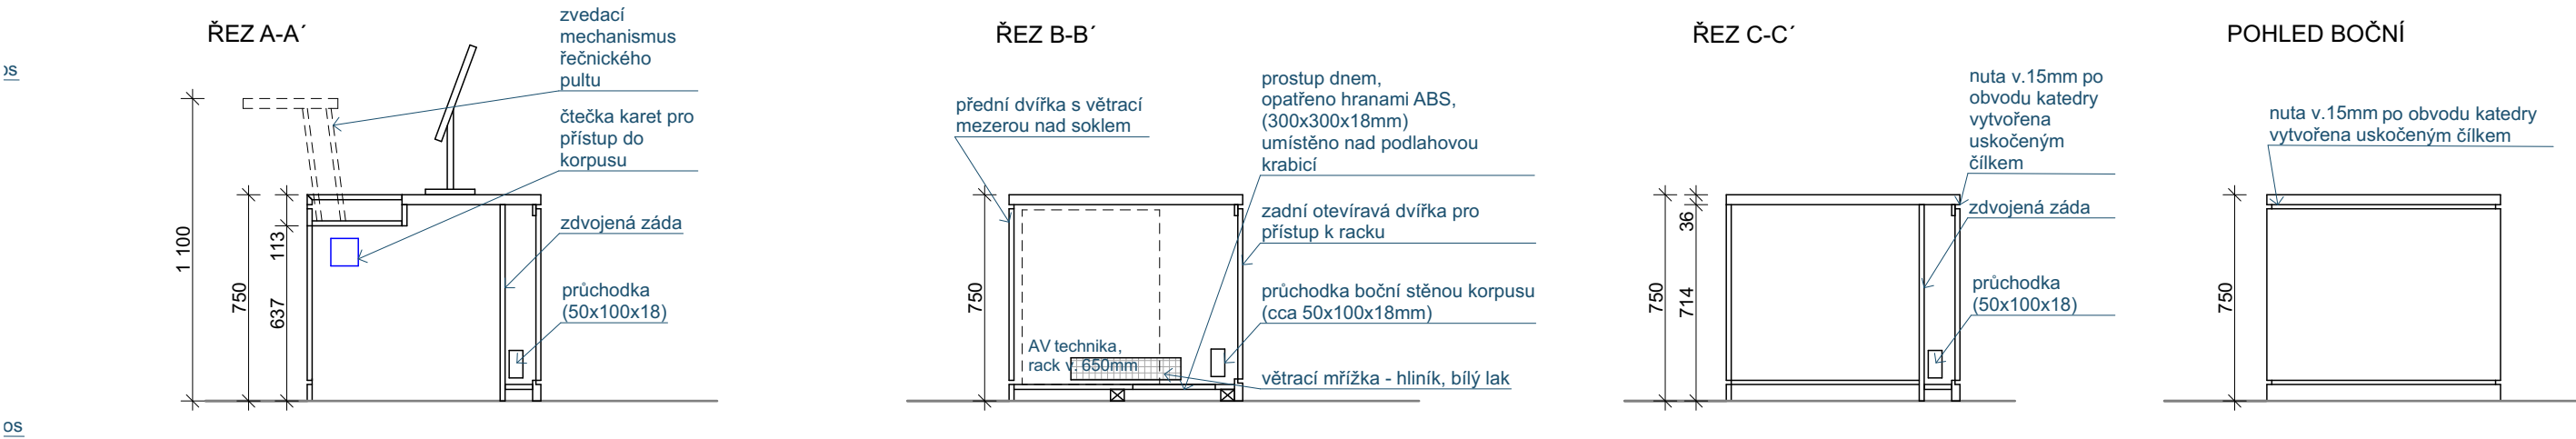 os
os
ŘEZ A-A´
zvedací
mechanismus
řečnického
pultu
čtečka karet pro
přístup do
korpusu
zdvojená záda
průchodka
(50x100x18)
1 100
750
113
637
ŘEZ B-B´
přední dvířka s větrací
mezerou nad soklem
prostup dnem,
opatřeno hranami ABS,
(300x300x18mm)
umístěno nad podlahovou
krabicí
zadní otevíravá dvířka pro
přístup k racku
průchodka boční stěnou korpusu
(cca 50x100x18mm)
větrací mřížka - hliník, bílý lak
AV technika,
rack v. 650mm
750
ŘEZ C-C´
nuta v.15mm po
obvodu katedry
vytvořena
uskočeným
čílkem
zdvojená záda
průchodka
(50x100x18)
750
36
714
POHLED BOČNÍ
nuta v.15mm po obvodu katedry
vytvořena uskočeným čílkem
750